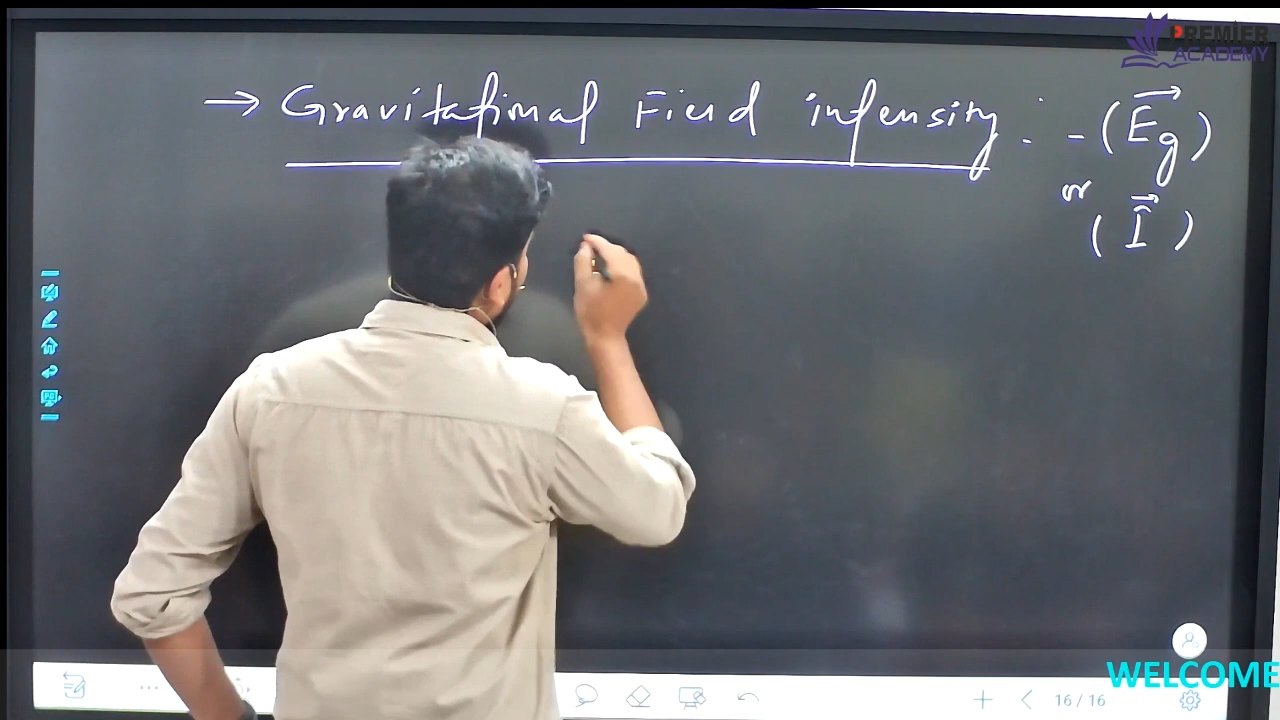 PREMIER
ACADEMY
→ Gravitational Field intensity :- (E⃗g)
or
(I⃗)
WELCOME
16/16